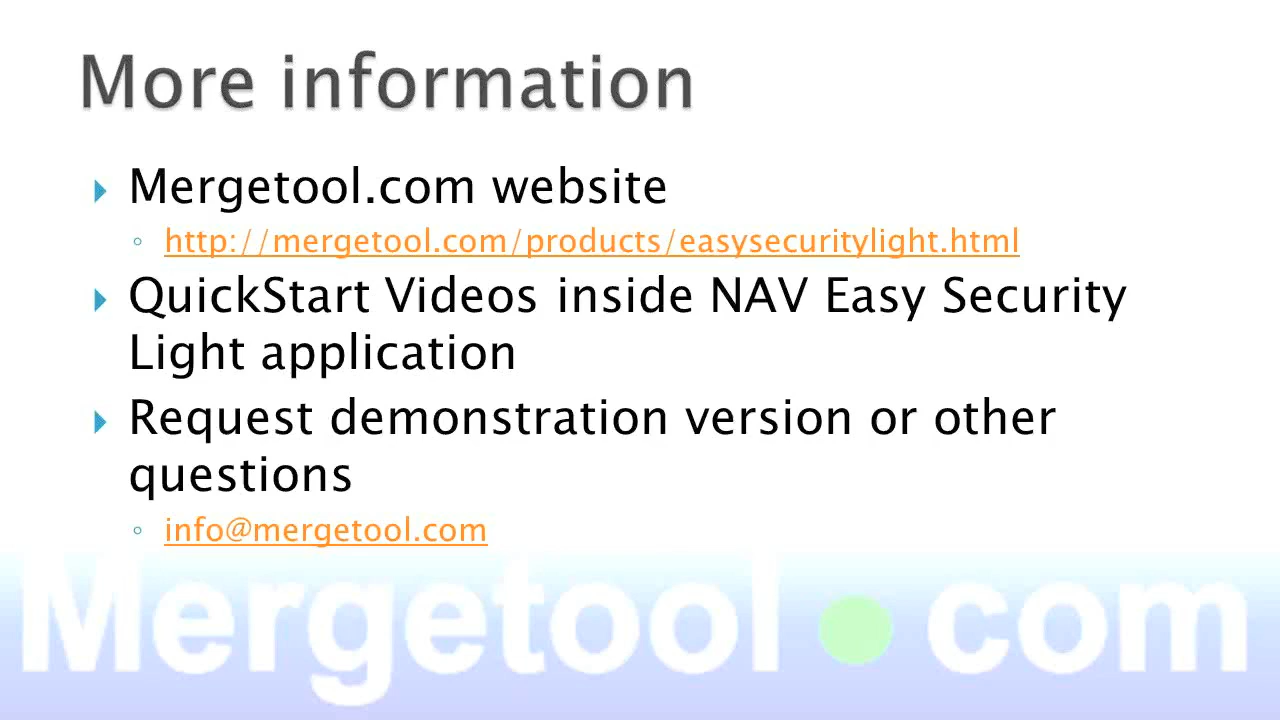 More information
Mergetool.com website
http://mergetool.com/products/easysecuritylight.html
QuickStart Videos inside NAV Easy Security
Light application
Request demonstration version or other
questions
info@mergetool.com
Mergetool.com